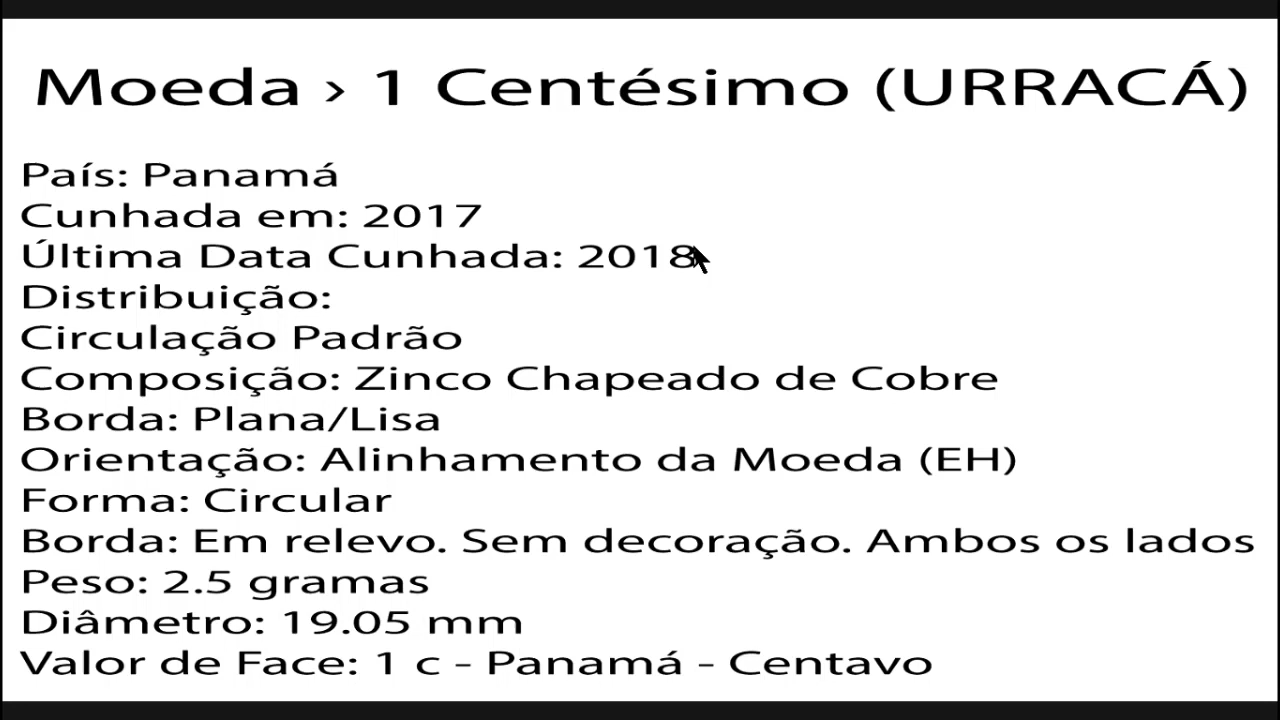 Moeda › 1 Centésimo (URRACÁ)
País: Panamá
Cunhada em: 2017
Última Data Cunhada: 2018
Distribuição:
Circulação Padrão
Composição: Zinco Chapeado de Cobre
Borda: Plana/Lisa
Orientação: Alinhamento da Moeda (EH)
Forma: Circular
Borda: Em relevo. Sem decoração. Ambos os lados
Peso: 2.5 gramas
Diâmetro: 19.05 mm
Valor de Face: 1 c - Panamá - Centavo